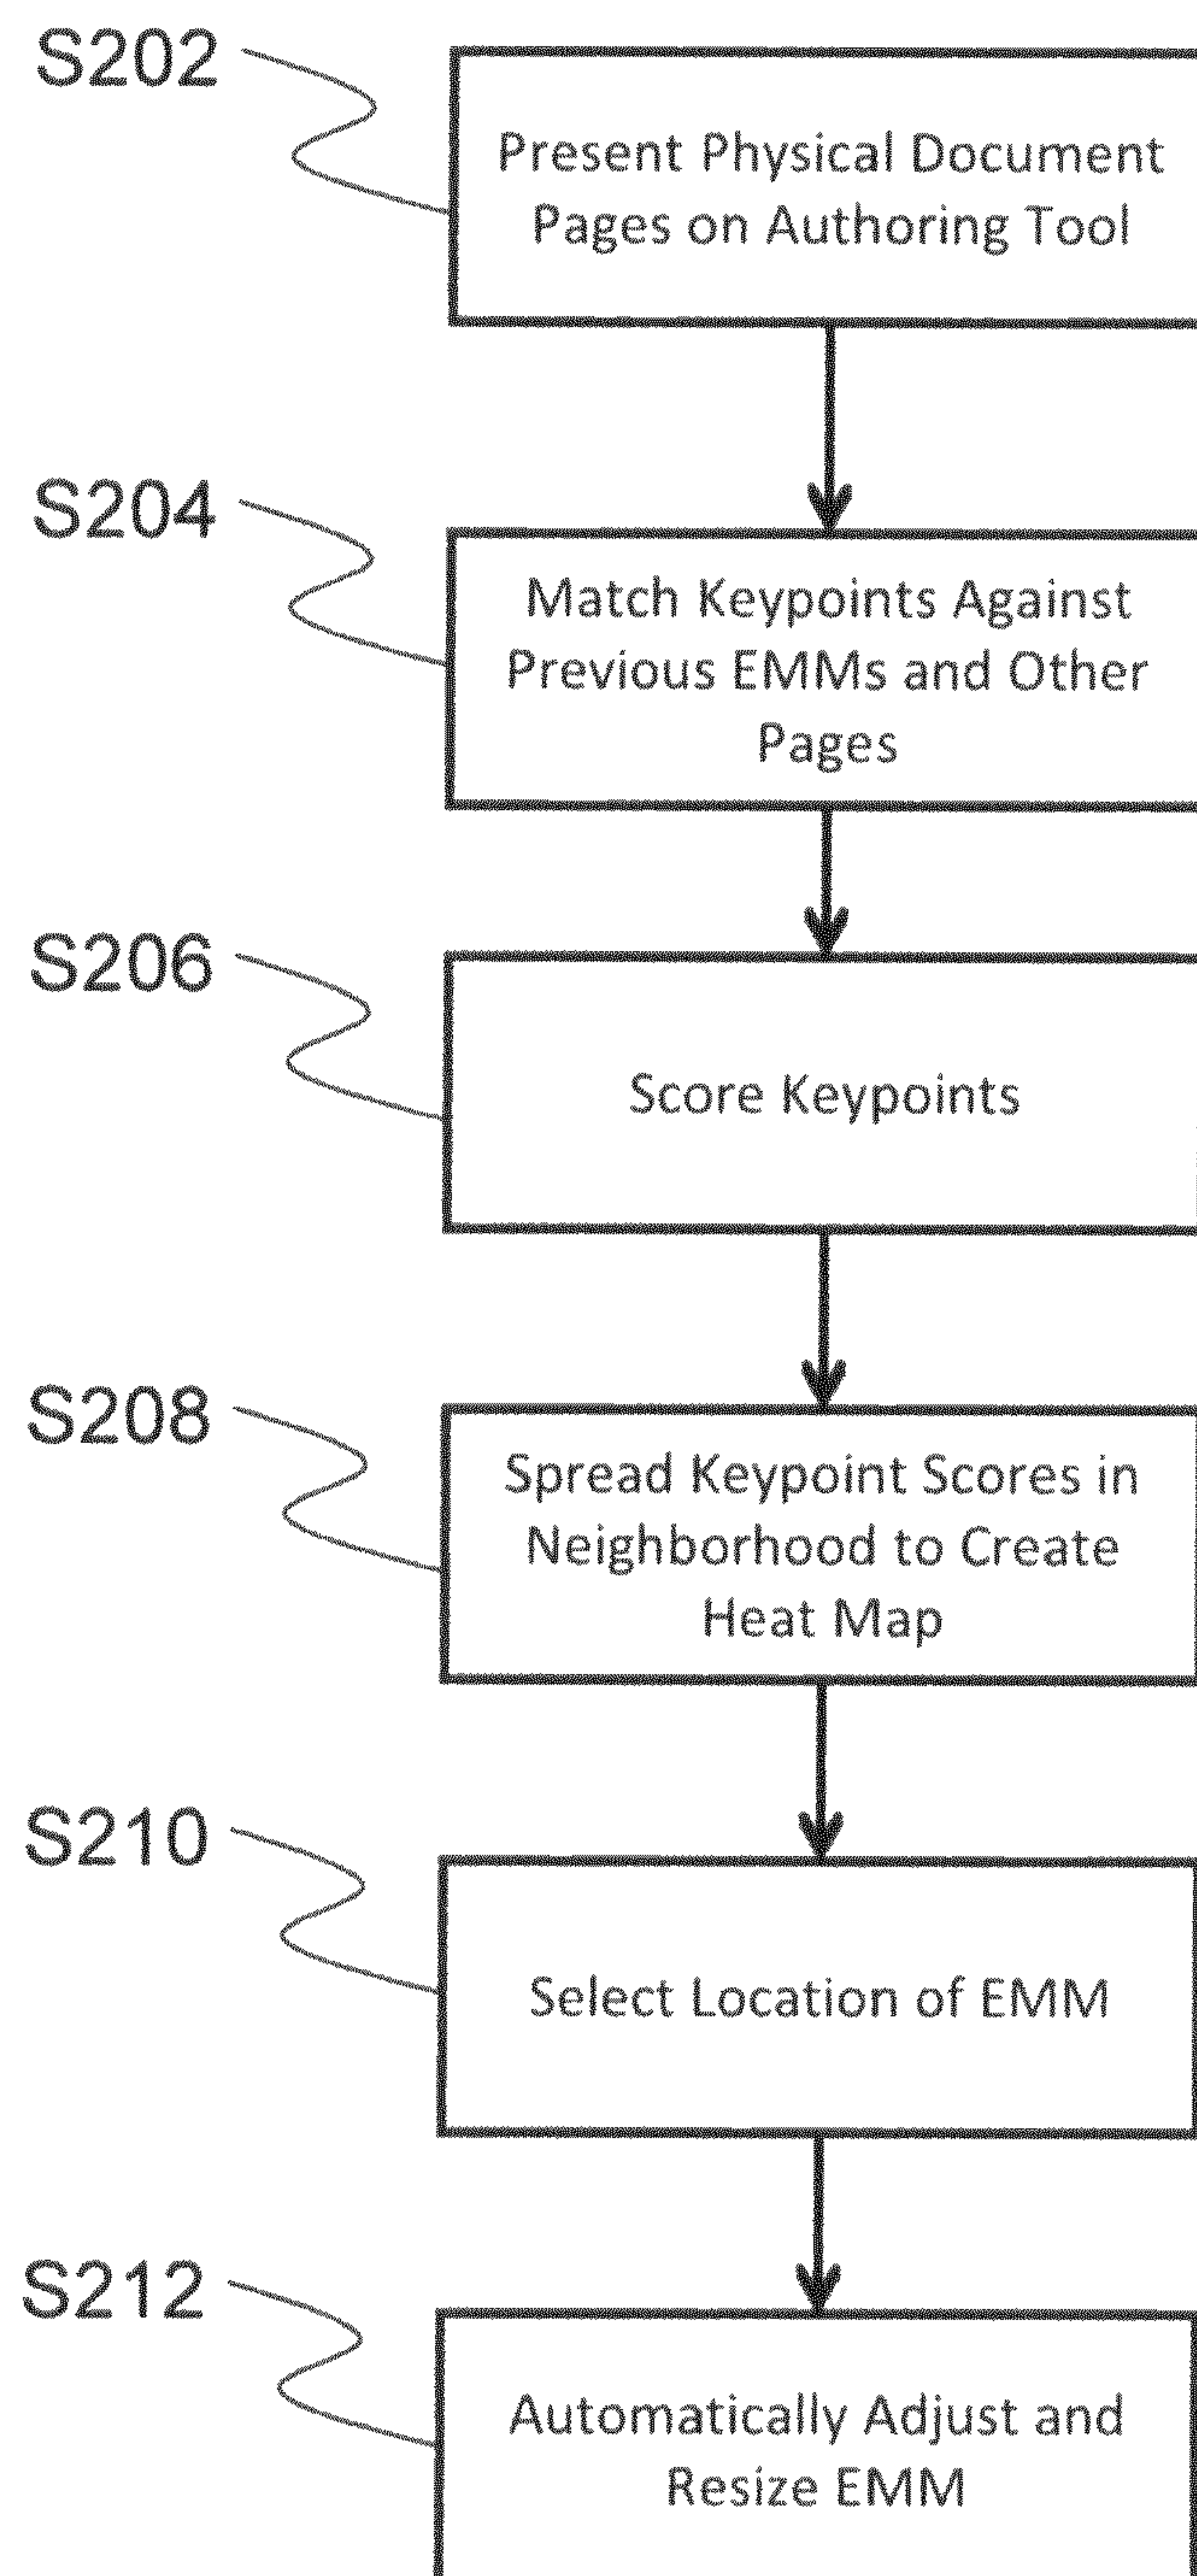 S202
Present Physical Document
Pages on Authoring Tool
S204
Match Keypoints Against
Previous EMMs and Other
Pages
S206
Score Keypoints
S208
Spread Keypoint Scores in
Neighborhood to Create
Heat Map
S210
Select Location of EMM
S212
Automatically Adjust and
Resize EMM